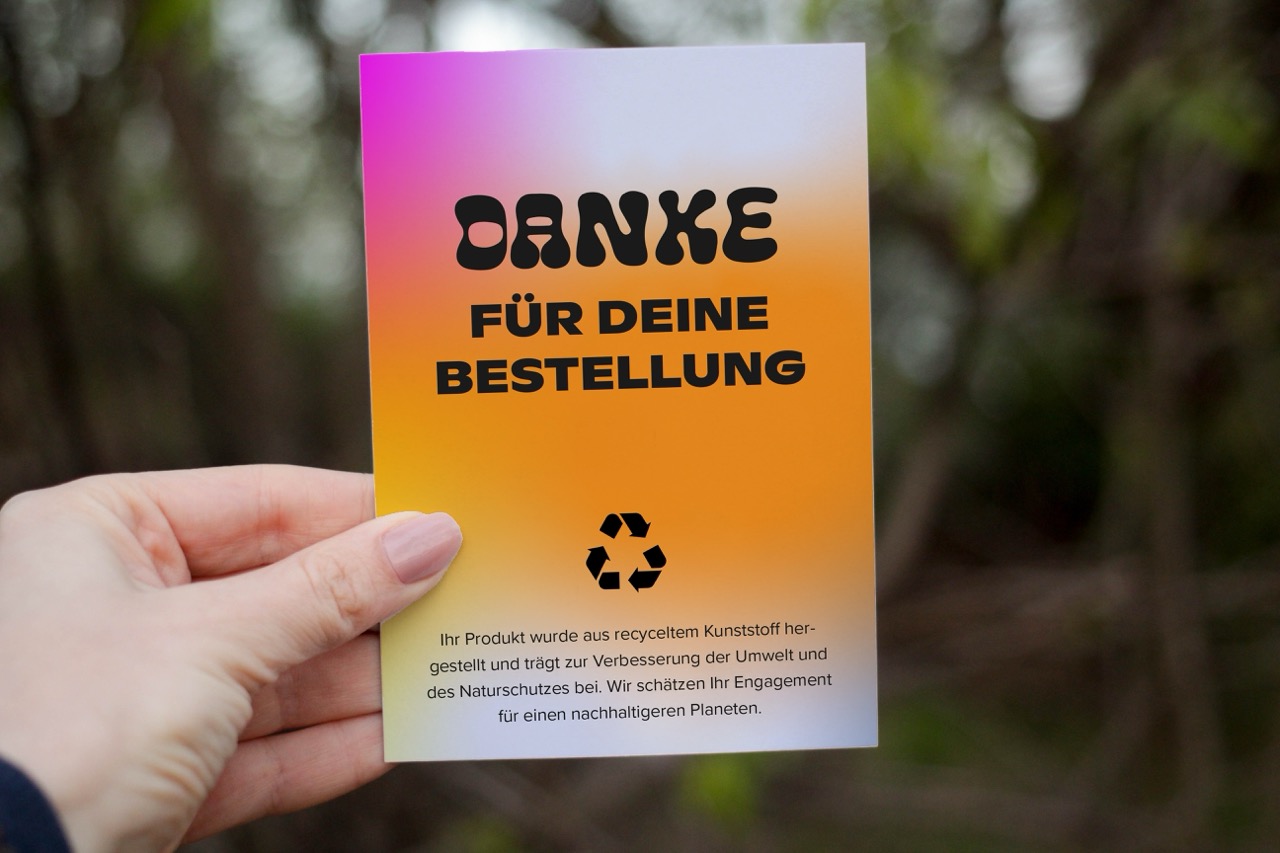 DANKE
FÜR DEINE
BESTELLUNG
Ihr Produkt wurde aus recyceltem Kunststoff her-
gestellt und trägt zur Verbesserung der Umwelt und
des Naturschutzes bei. Wir schätzen Ihr Engagement
für einen nachhaltigeren Planeten.